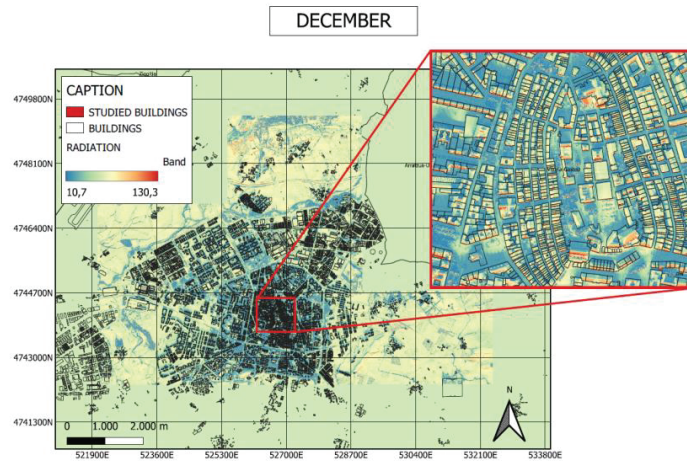 DECEMBER
CAPTION
STUDIED BUILDINGS
BUILDINGS
RADIATION
Band
10,7 130,3
4749800N
4748100N
4746400N
4744700N
4743000N
4741300N
0 1.000 2.000 m
N
521900E 523600E 525300E 527000E 528700E 530400E 532100E 533800E